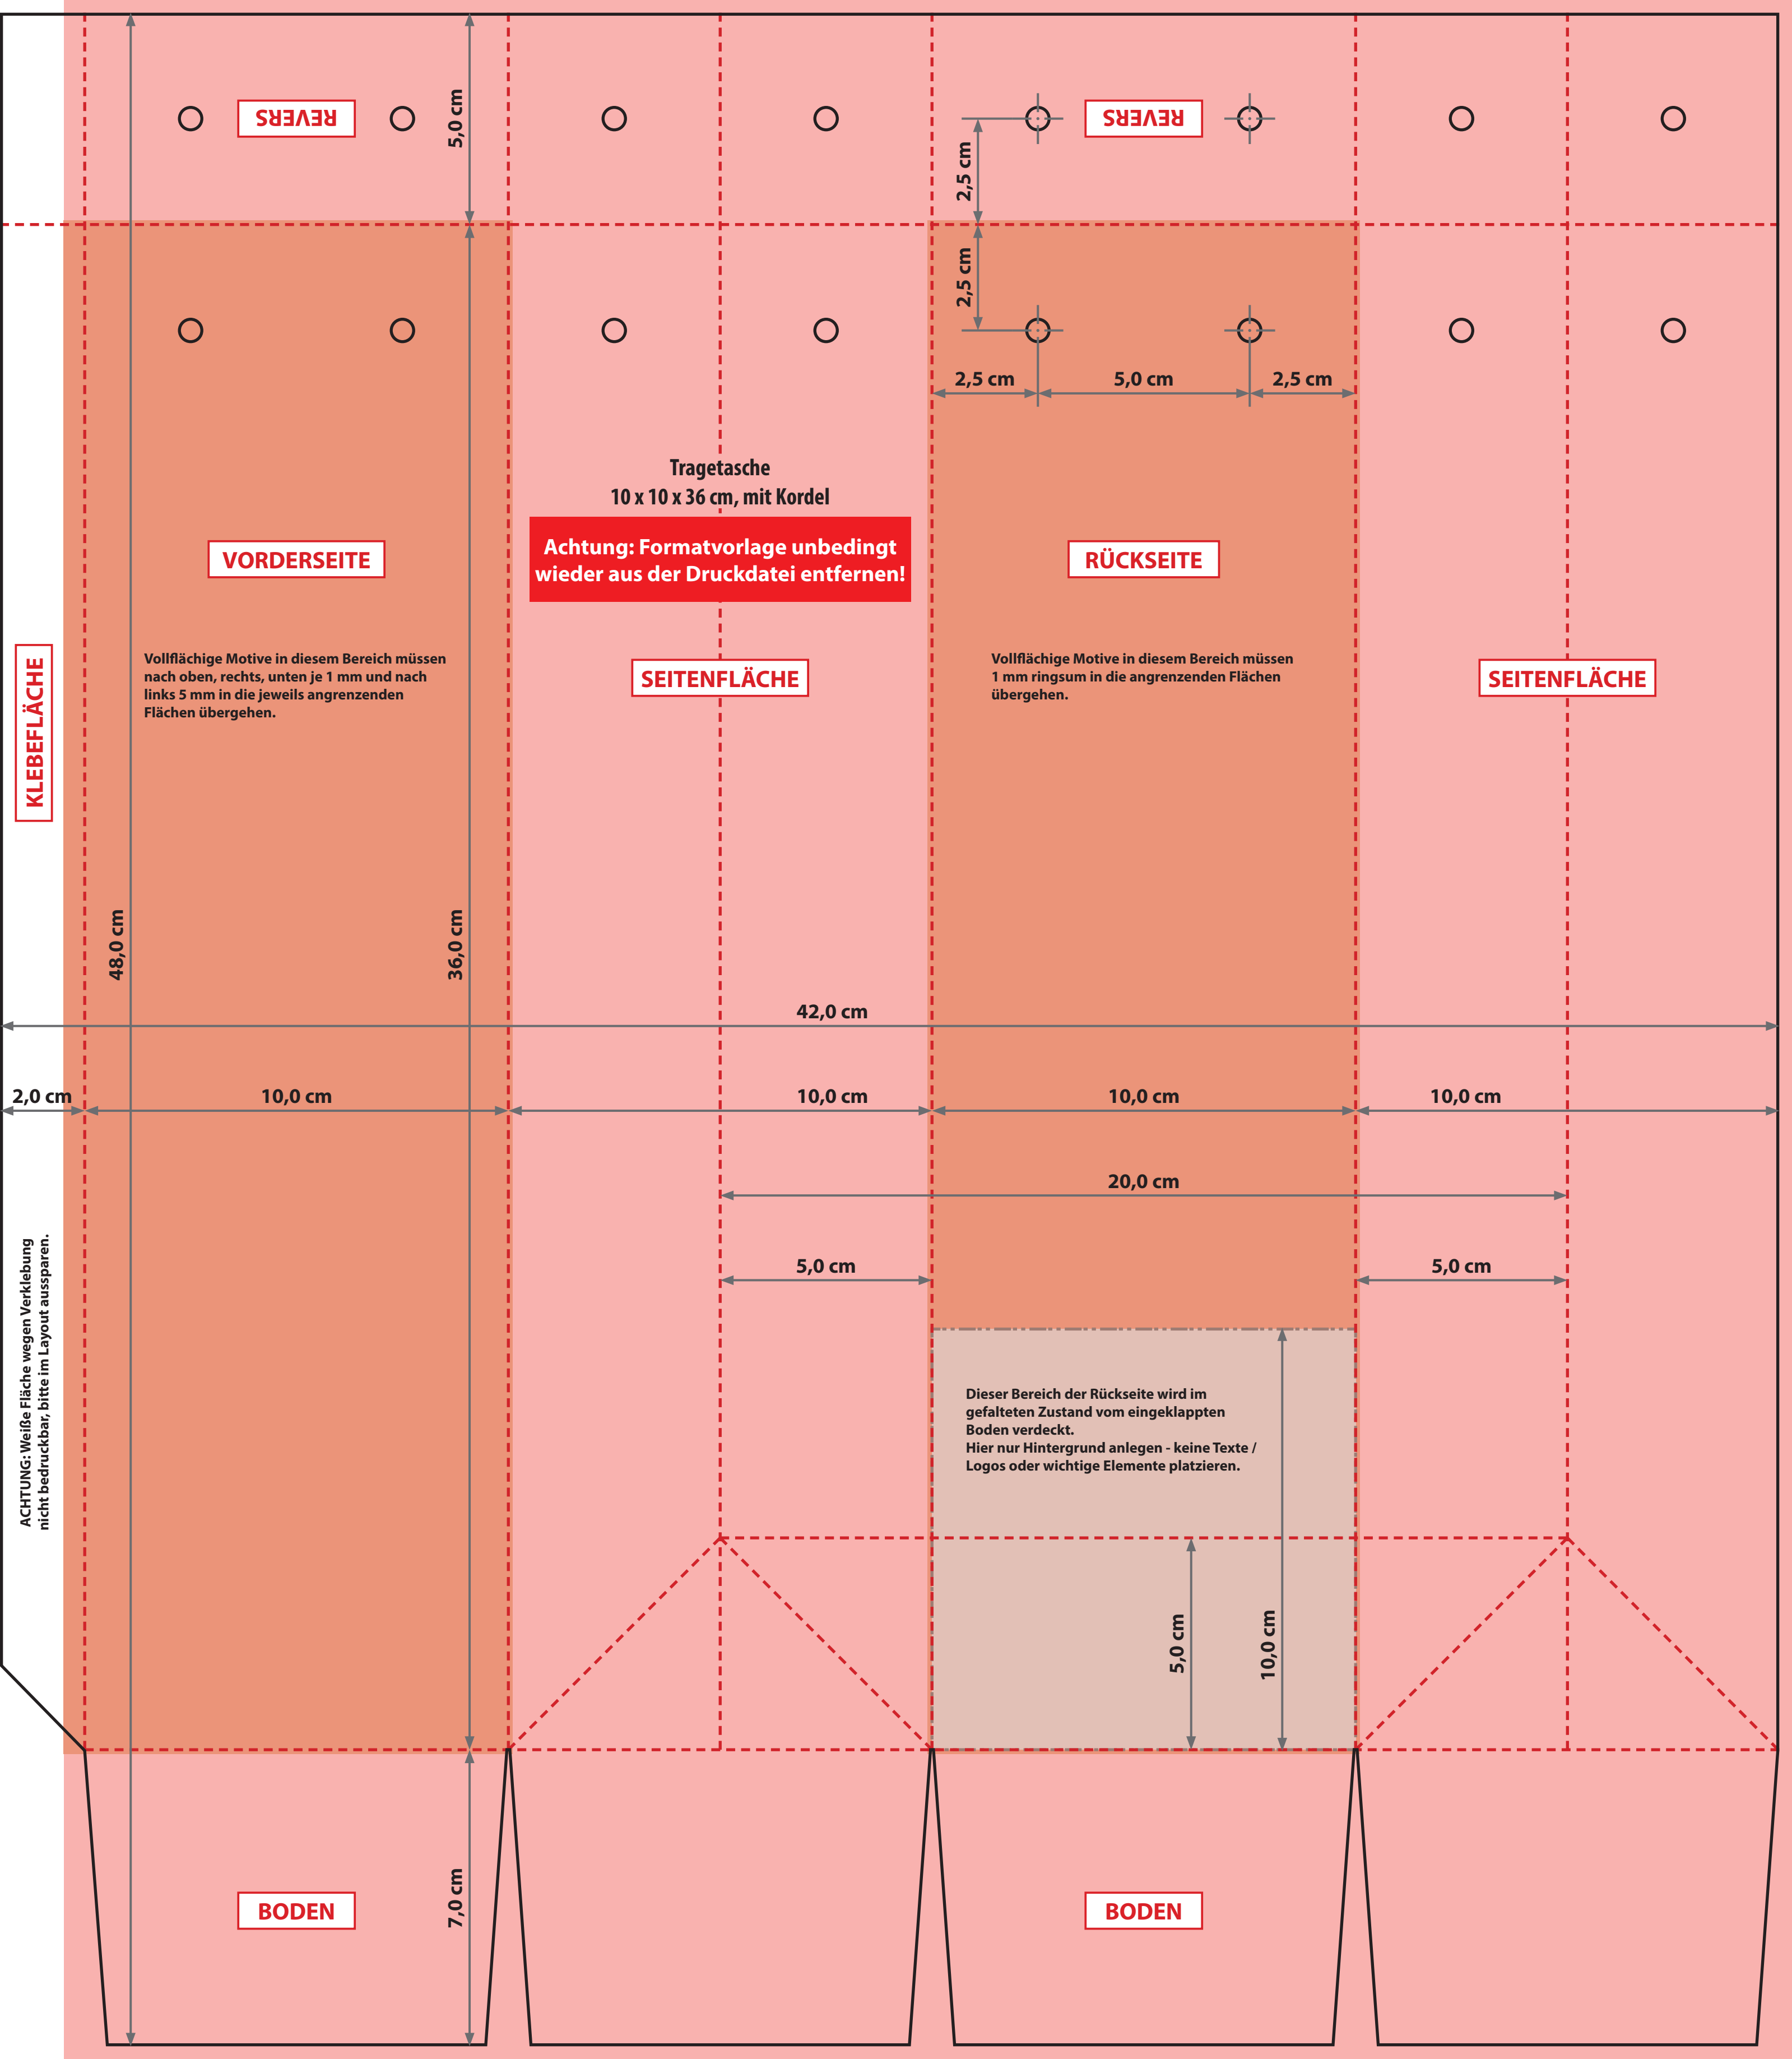 REVERS
REVERS
5,0 cm
2,5 cm
2,5 cm
2,5 cm
5,0 cm
2,5 cm
Tragetasche
10 x 10 x 36 cm, mit Kordel
Achtung: Formatvorlage unbedingt
wieder aus der Druckdatei entfernen!
VORDERSEITE
RÜCKSEITE
KLEBEFLÄCHE
Vollflächige Motive in diesem Bereich müssen
nach oben, rechts, unten je 1 mm und nach
links 5 mm in die jeweils angrenzenden
Flächen übergehen.
SEITENFLÄCHE
Vollflächige Motive in diesem Bereich müssen
1 mm ringsum in die angrenzenden Flächen
übergehen.
SEITENFLÄCHE
48,0 cm
36,0 cm
42,0 cm
2,0 cm
10,0 cm
10,0 cm
10,0 cm
10,0 cm
20,0 cm
5,0 cm
5,0 cm
ACHTUNG: Weiße Fläche wegen Verklebung
nicht bedruckbar, bitte im Layout aussparen.
Dieser Bereich der Rückseite wird im
gefalteten Zustand vom eingeklappten
Boden verdeckt.
Hier nur Hintergrund anlegen - keine Texte /
Logos oder wichtige Elemente platzieren.
5,0 cm
10,0 cm
7,0 cm
BODEN
BODEN